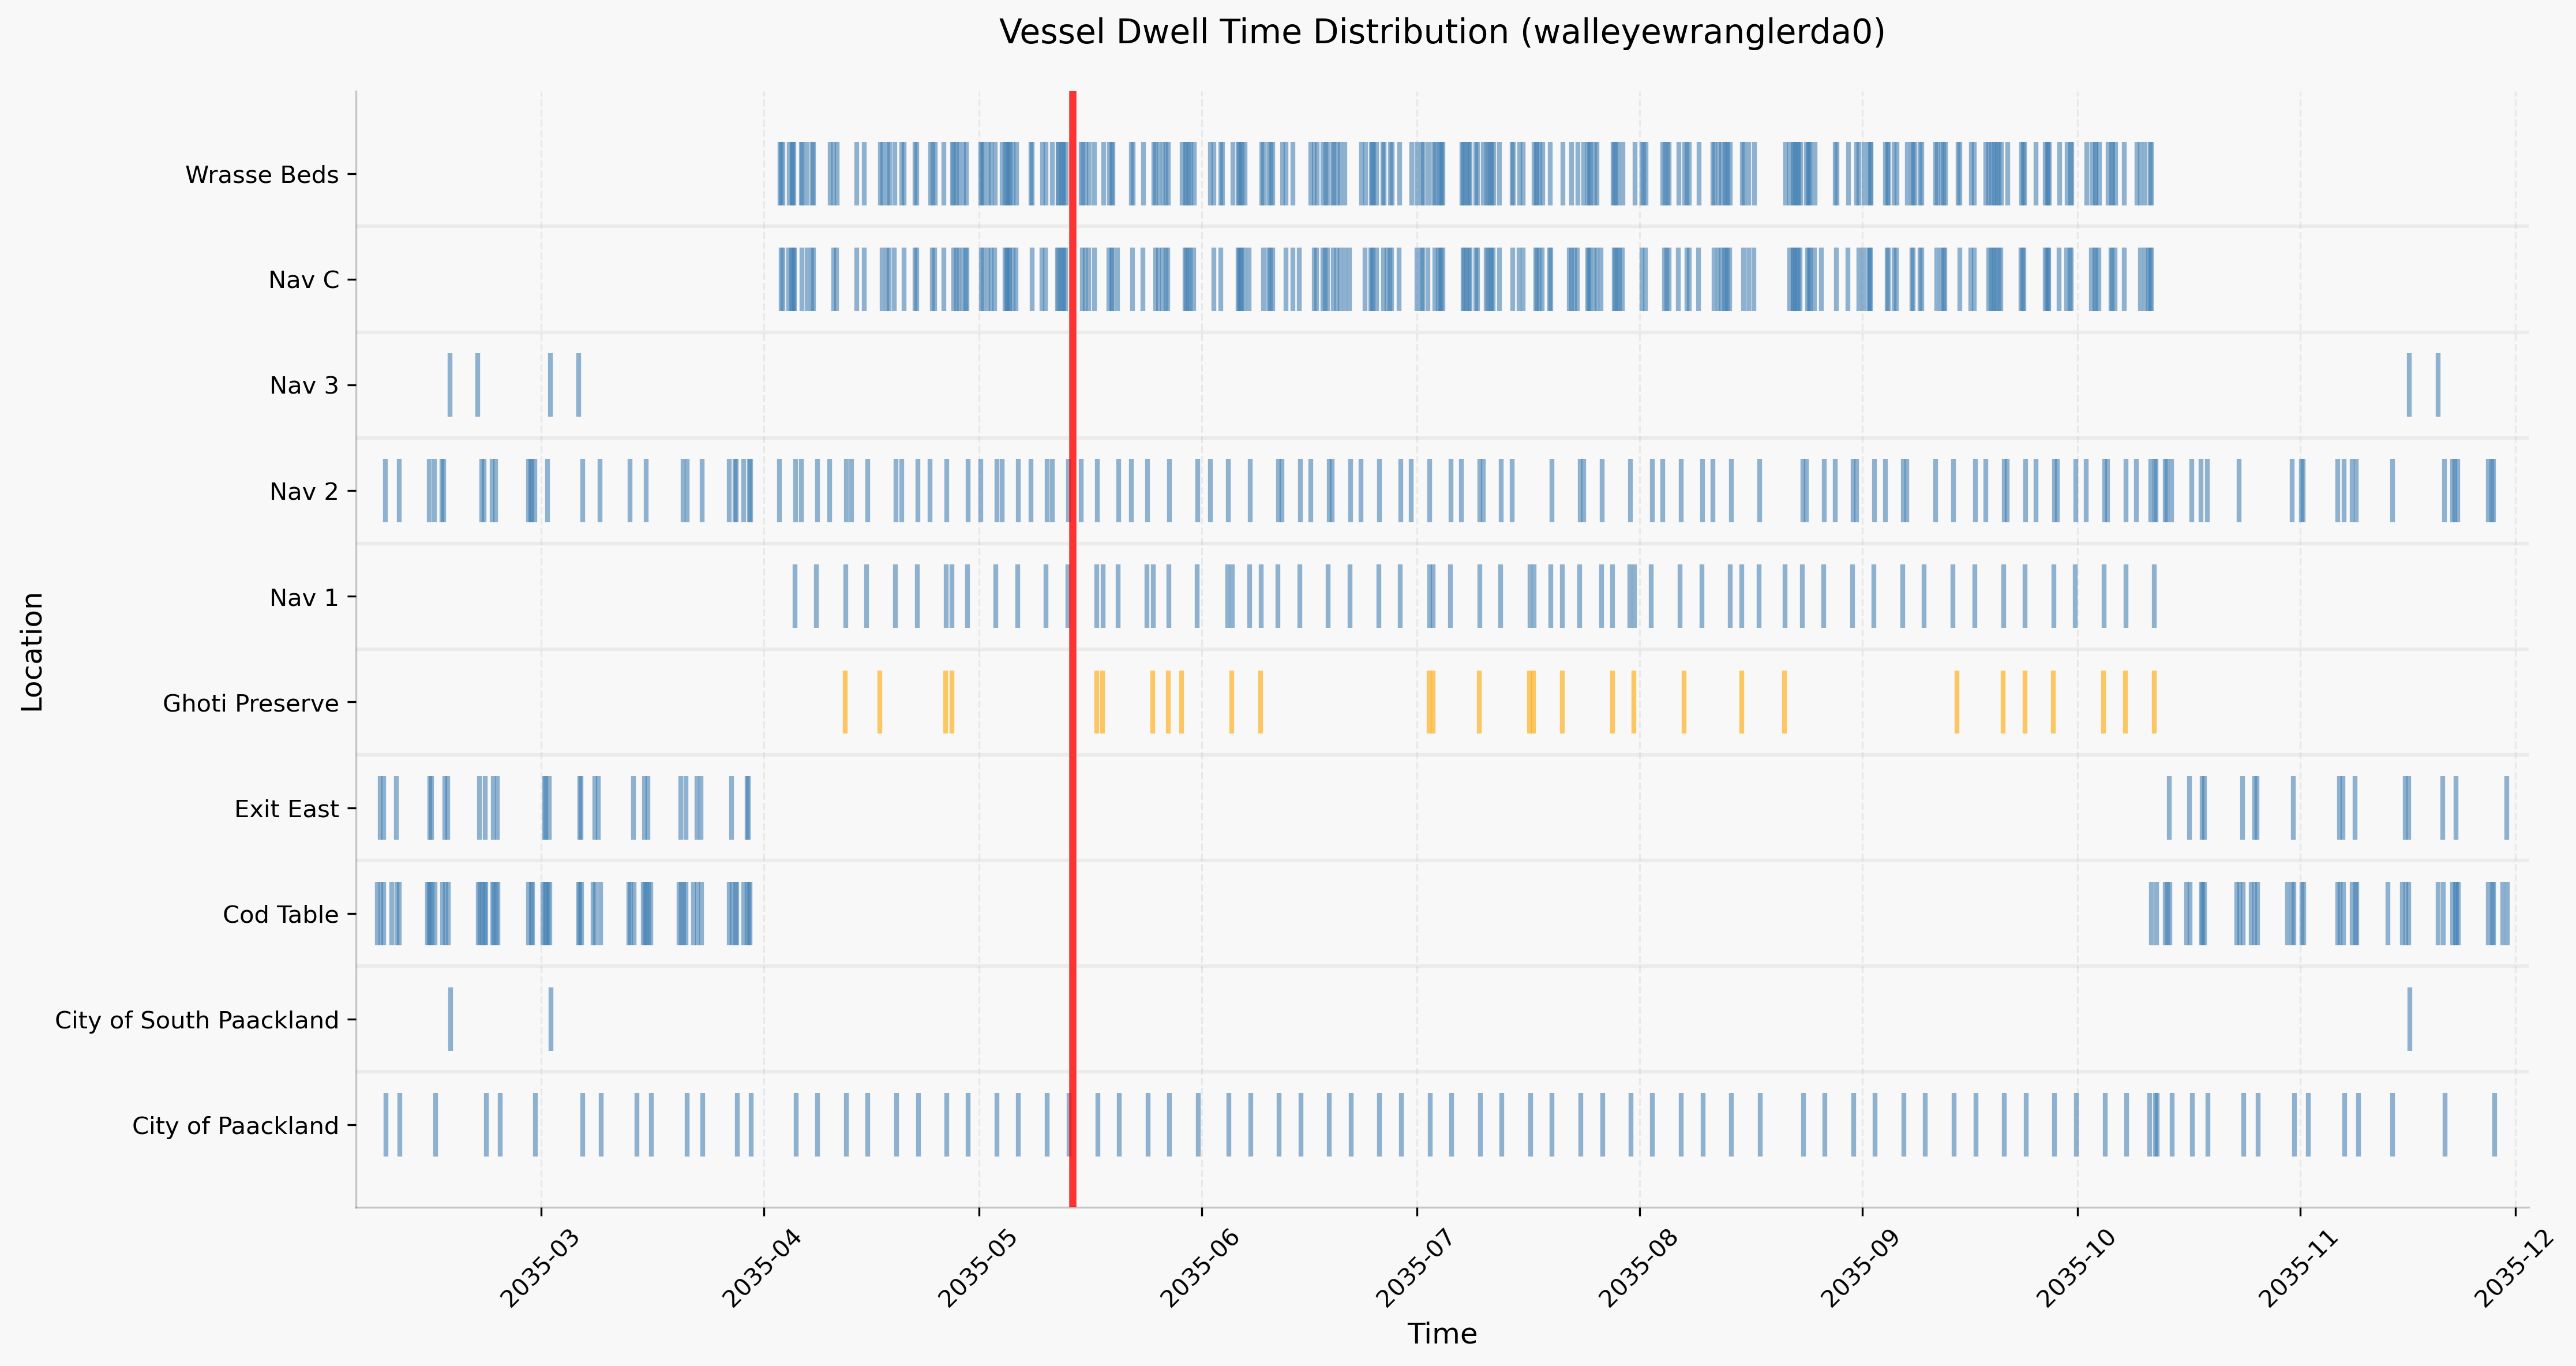 Vessel Dwell Time Distribution (walleyewranglerda0)
Location
Wrasse Beds
Nav C
Nav 3
Nav 2
Nav 1
Ghoti Preserve
Exit East
Cod Table
City of South Paackland
City of Paackland
2035-03
2035-04
2035-05
2035-06
2035-07
2035-08
2035-09
2035-10
2035-11
2035-12
Time